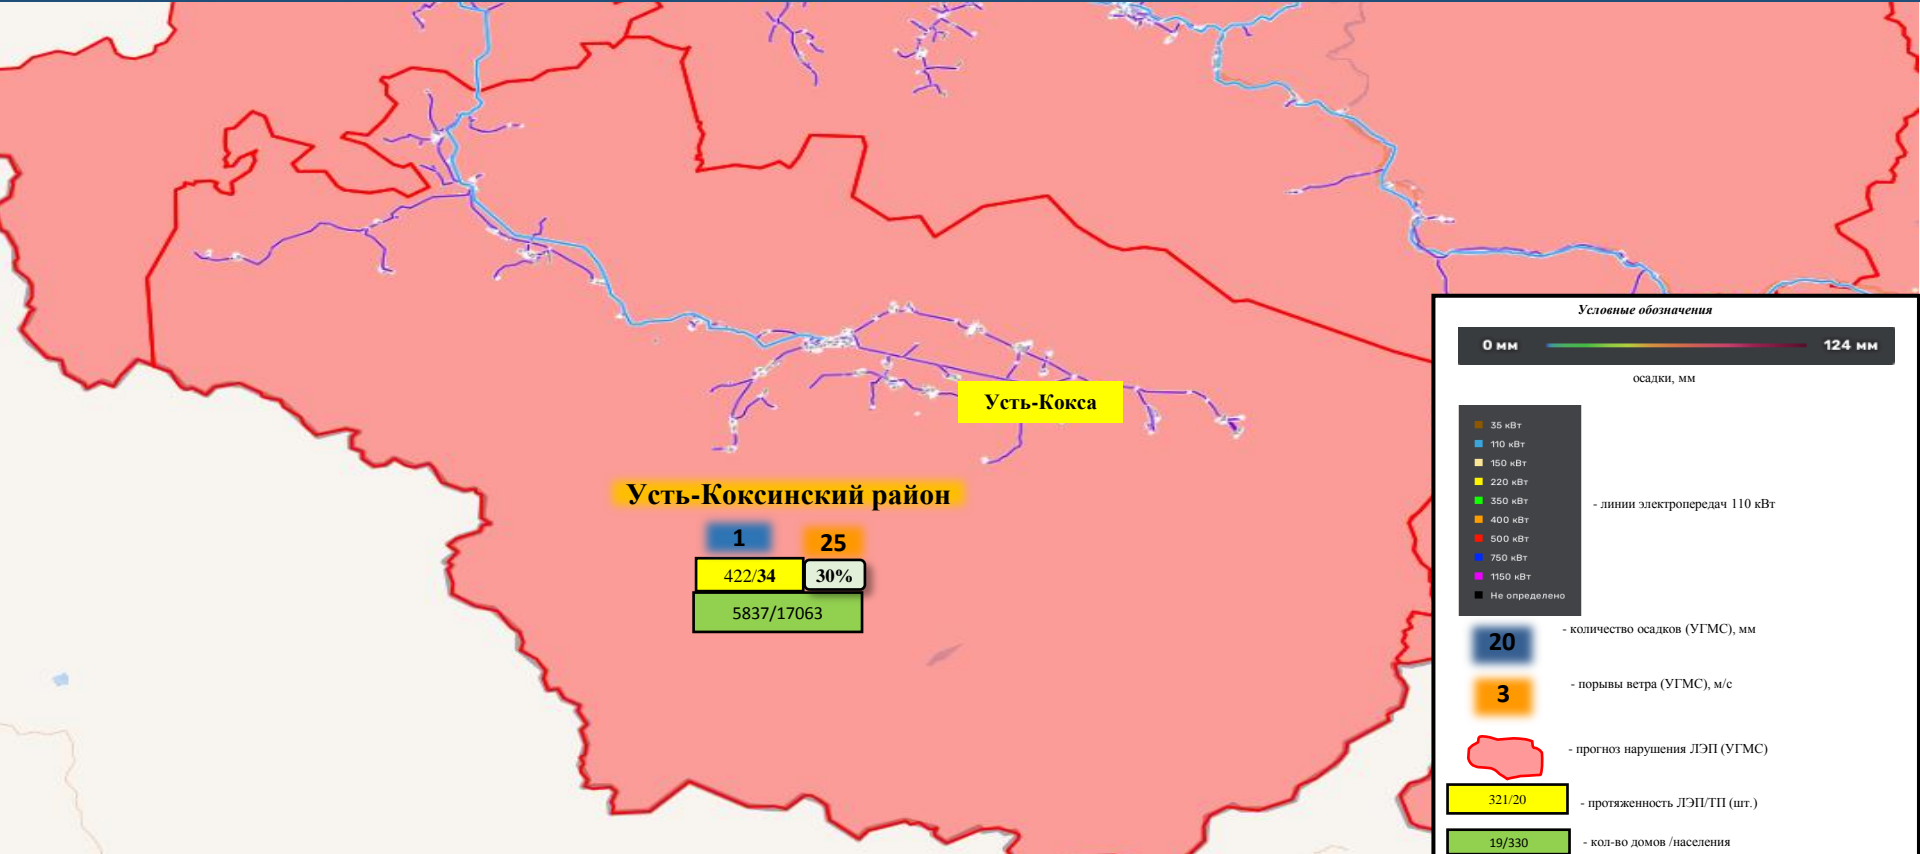 Усть-Кокса
Усть-Коксинский район
1
25
422/34
30%
5837/17063
Условные обозначения
0 мм
124 мм
осадки, мм
35 кВт
110 кВт
150 кВт
220 кВт
350 кВт
400 кВт
500 кВт
750 кВт
1150 кВт
Не определено
- линии электропередач 110 кВт
20
- количество осадков (УГМС), мм
3
- порывы ветра (УГМС), м/с
- прогноз нарушения ЛЭП (УГМС)
321/20
- протяженность ЛЭП/ТП (шт.)
19/330
- кол-во домов /населения